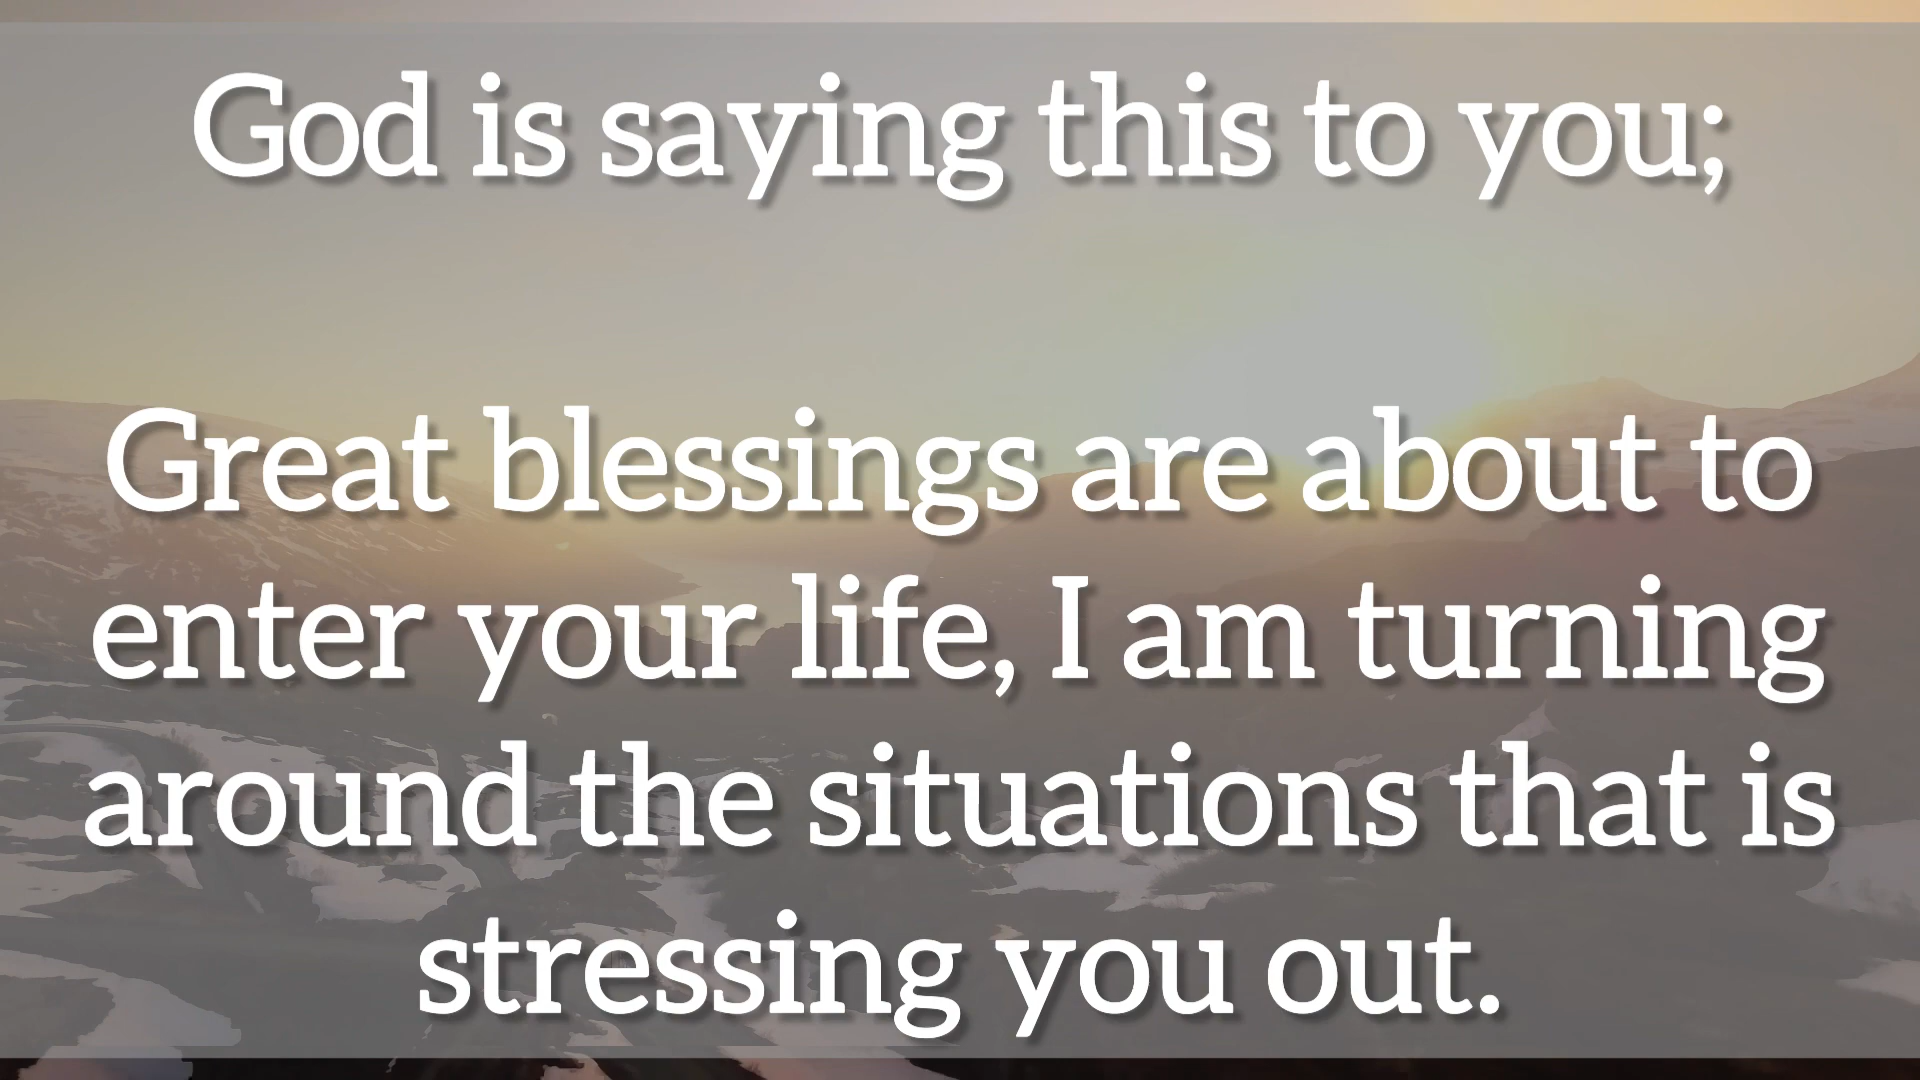 God is saying this to you;
Great blessings are about to
enter your life, I am turning
around the situations that is
stressing you out.